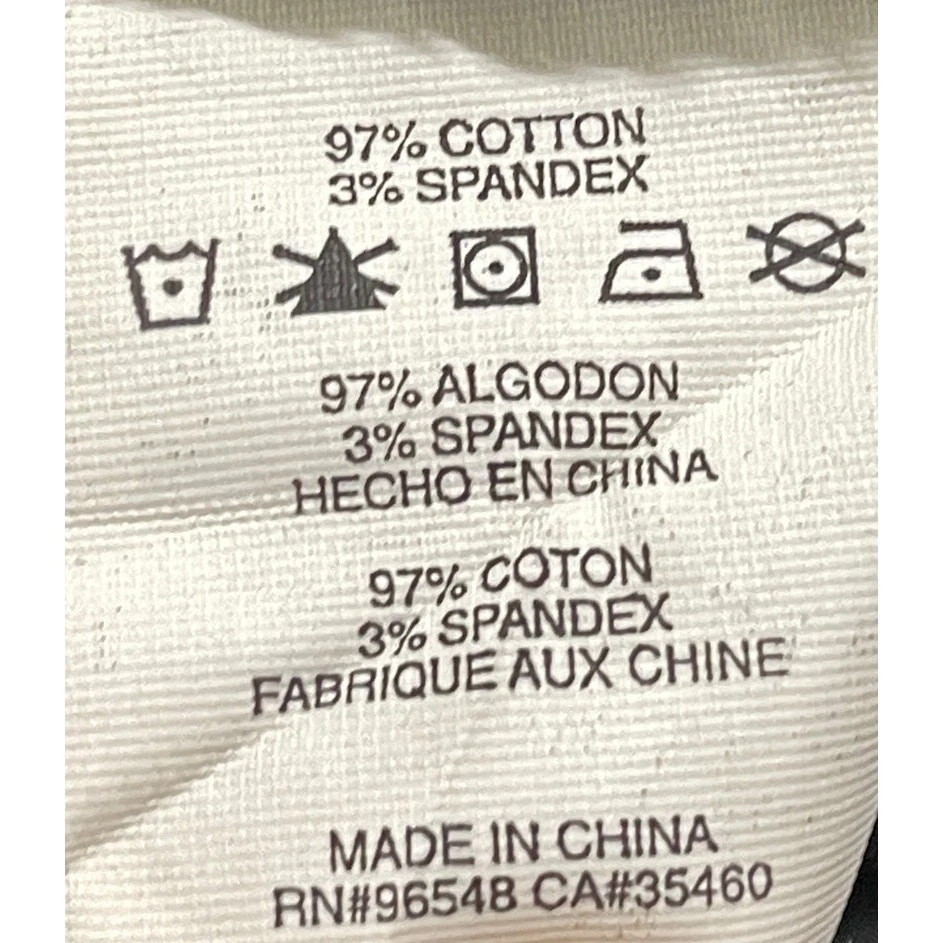 97% COTTON
3% SPANDEX
97% ALGODON
3% SPANDEX
HECHO EN CHINA
97% COTON
3% SPANDEX
FABRIQUE AUX CHINE
MADE IN CHINA
RN#96548 CA#35460